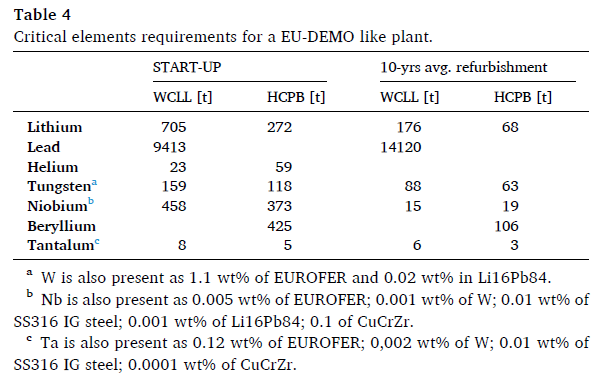 Table 4
Critical elements requirements for a EU-DEMO like plant.
START-UP 10-yrs avg. refurbishment
WCLL [t] HCPB [t] WCLL [t] HCPB [t]
Lithium 705 272 176 68
Lead 9413 14120
Helium 23 59
Tungstenᵃ 159 118 88 63
Niobiumᵇ 458 373 15 19
Beryllium 425 106
Tantalumᶜ 8 5 6 3
ᵃ W is also present as 1.1 wt% of EUROFER and 0.02 wt% in Li16Pb84.
ᵇ Nb is also present as 0.005 wt% of EUROFER; 0.001 wt% of W; 0.01 wt% of
SS316 IG steel; 0.001 wt% of Li16Pb84; 0.1 of CuCrZr.
ᶜ Ta is also present as 0.12 wt% of EUROFER; 0,002 wt% of W; 0.01 wt% of
SS316 IG steel; 0.0001 wt% of CuCrZr.